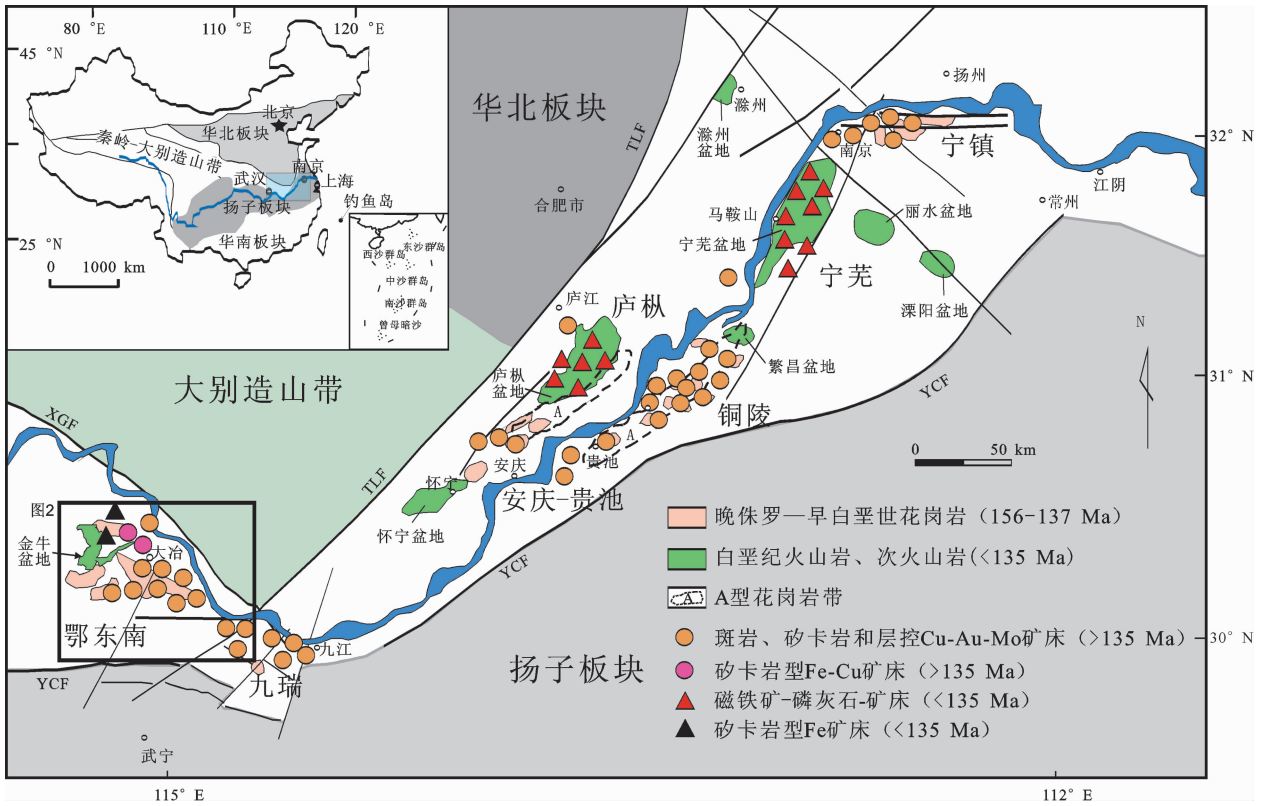 80 °E
110 °E
120 °E
45 °N
25 °N
北京
华北板块
秦岭-大别造山带
南京
武汉
上海
扬子板块
钓鱼岛
华南板块
0 1000 km
东沙群岛
西沙群岛
中沙群岛
南沙群岛
曾母暗沙
华北板块
TLF
合肥市
滁州
滁州
盆地
扬州
南京
宁镇
江阴
常州
32° N
马鞍山
宁芜盆地
宁芜
丽水盆地
溧阳盆地
庐江
庐枞
庐枞
盆地
A
繁昌盆地
铜陵
A
贵池
安庆
安庆-贵池
怀宁
怀宁盆地
大别造山带
XGF
TLF
YCF
YCF
N
31° N
0 50 km
图2
金牛
盆地
大冶
鄂东南
九江
九瑞
YCF
武宁
扬子板块
30° N
晚侏罗—早白垩世花岗岩（156-137 Ma）
白垩纪火山岩、次火山岩(<135 Ma)
A
A型花岗岩带
斑岩、矽卡岩和层控Cu-Au-Mo矿床（>135 Ma）
矽卡岩型Fe-Cu矿床（>135 Ma）
磁铁矿-磷灰石-矿床（<135 Ma）
矽卡岩型Fe矿床（<135 Ma）
115° E
112° E